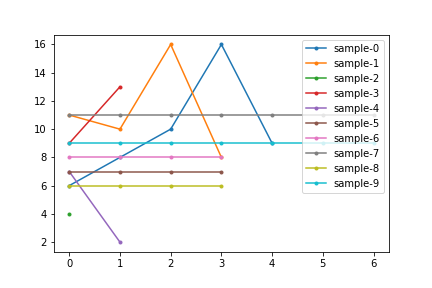 16
14
12
10
8
6
4
2
0 1 2 3 4 5 6
sample-0
sample-1
sample-2
sample-3
sample-4
sample-5
sample-6
sample-7
sample-8
sample-9